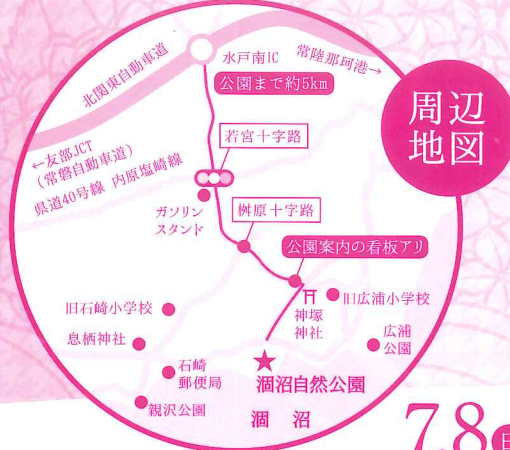 周辺
地図
北関東自動車道
水戸南IC
常陸那珂港→
公園まで約5km
←友部JCT
(常磐自動車道)
県道40号線 内原塩崎線
若宮十字路
ガソリン
スタンド
桝原十字路
公園案内の看板アリ
神塚
神社
旧広浦小学校
旧石崎小学校
息栖神社
広浦
公園
石崎
郵便局
涸沼自然公園
親沢公園
涸沼
7.8日